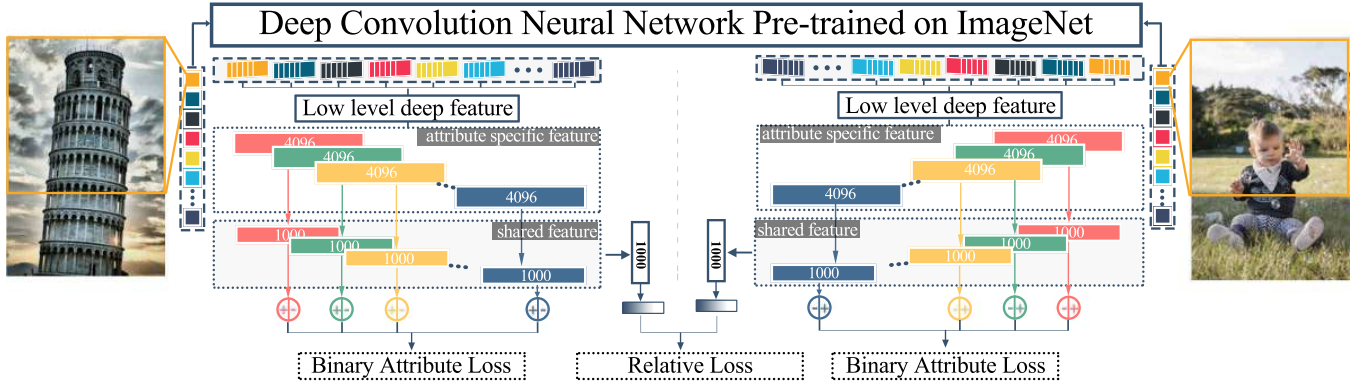 Deep Convolution Neural Network Pre-trained on ImageNet
Low level deep feature
attribute specific feature
4096
4096
4096
4096
shared feature
1000
1000
1000
1000
1000
+-
+-
+-
+-
Binary Attribute Loss
Relative Loss
Low level deep feature
attribute specific feature
4096
4096
4096
4096
shared feature
1000
1000
1000
1000
1000
-+
-+
-+
-+
Binary Attribute Loss